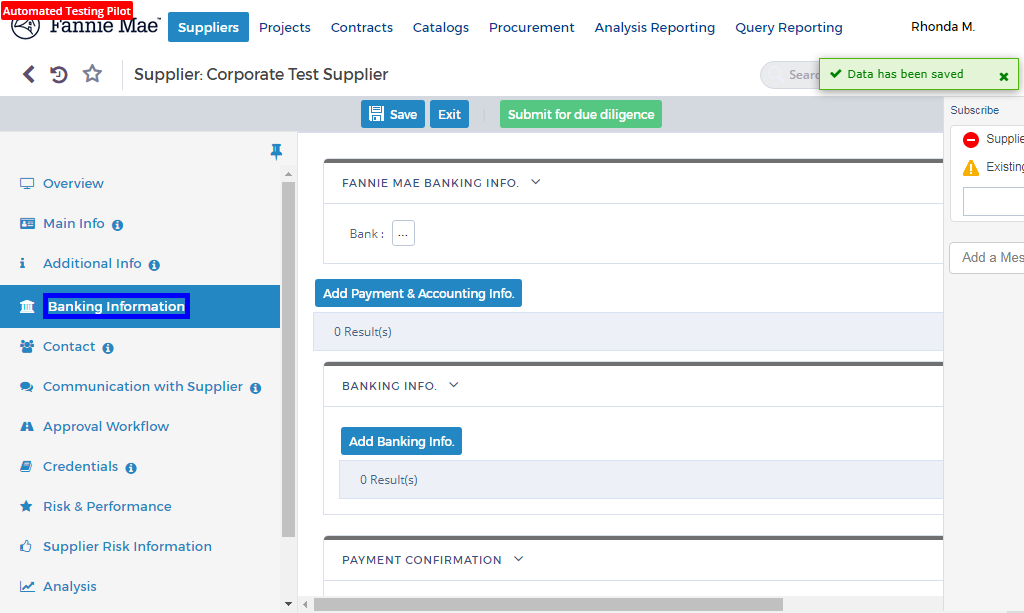 Automated Testing Pilot
Fannie Mae
Suppliers
Projects
Contracts
Catalogs
Procurement
Analysis Reporting
Query Reporting
Rhonda M.
Supplier: Corporate Test Supplier
Searc
Data has been saved
Save
Exit
Submit for due diligence
Subscribe
Supplie
Existing
Add a Mes
Overview
Main Info
Additional Info
Banking Information
Contact
Communication with Supplier
Approval Workflow
Credentials
Risk & Performance
Supplier Risk Information
Analysis
FANNIE MAE BANKING INFO.
Bank : ...
Add Payment & Accounting Info.
0 Result(s)
BANKING INFO.
Add Banking Info.
0 Result(s)
PAYMENT CONFIRMATION